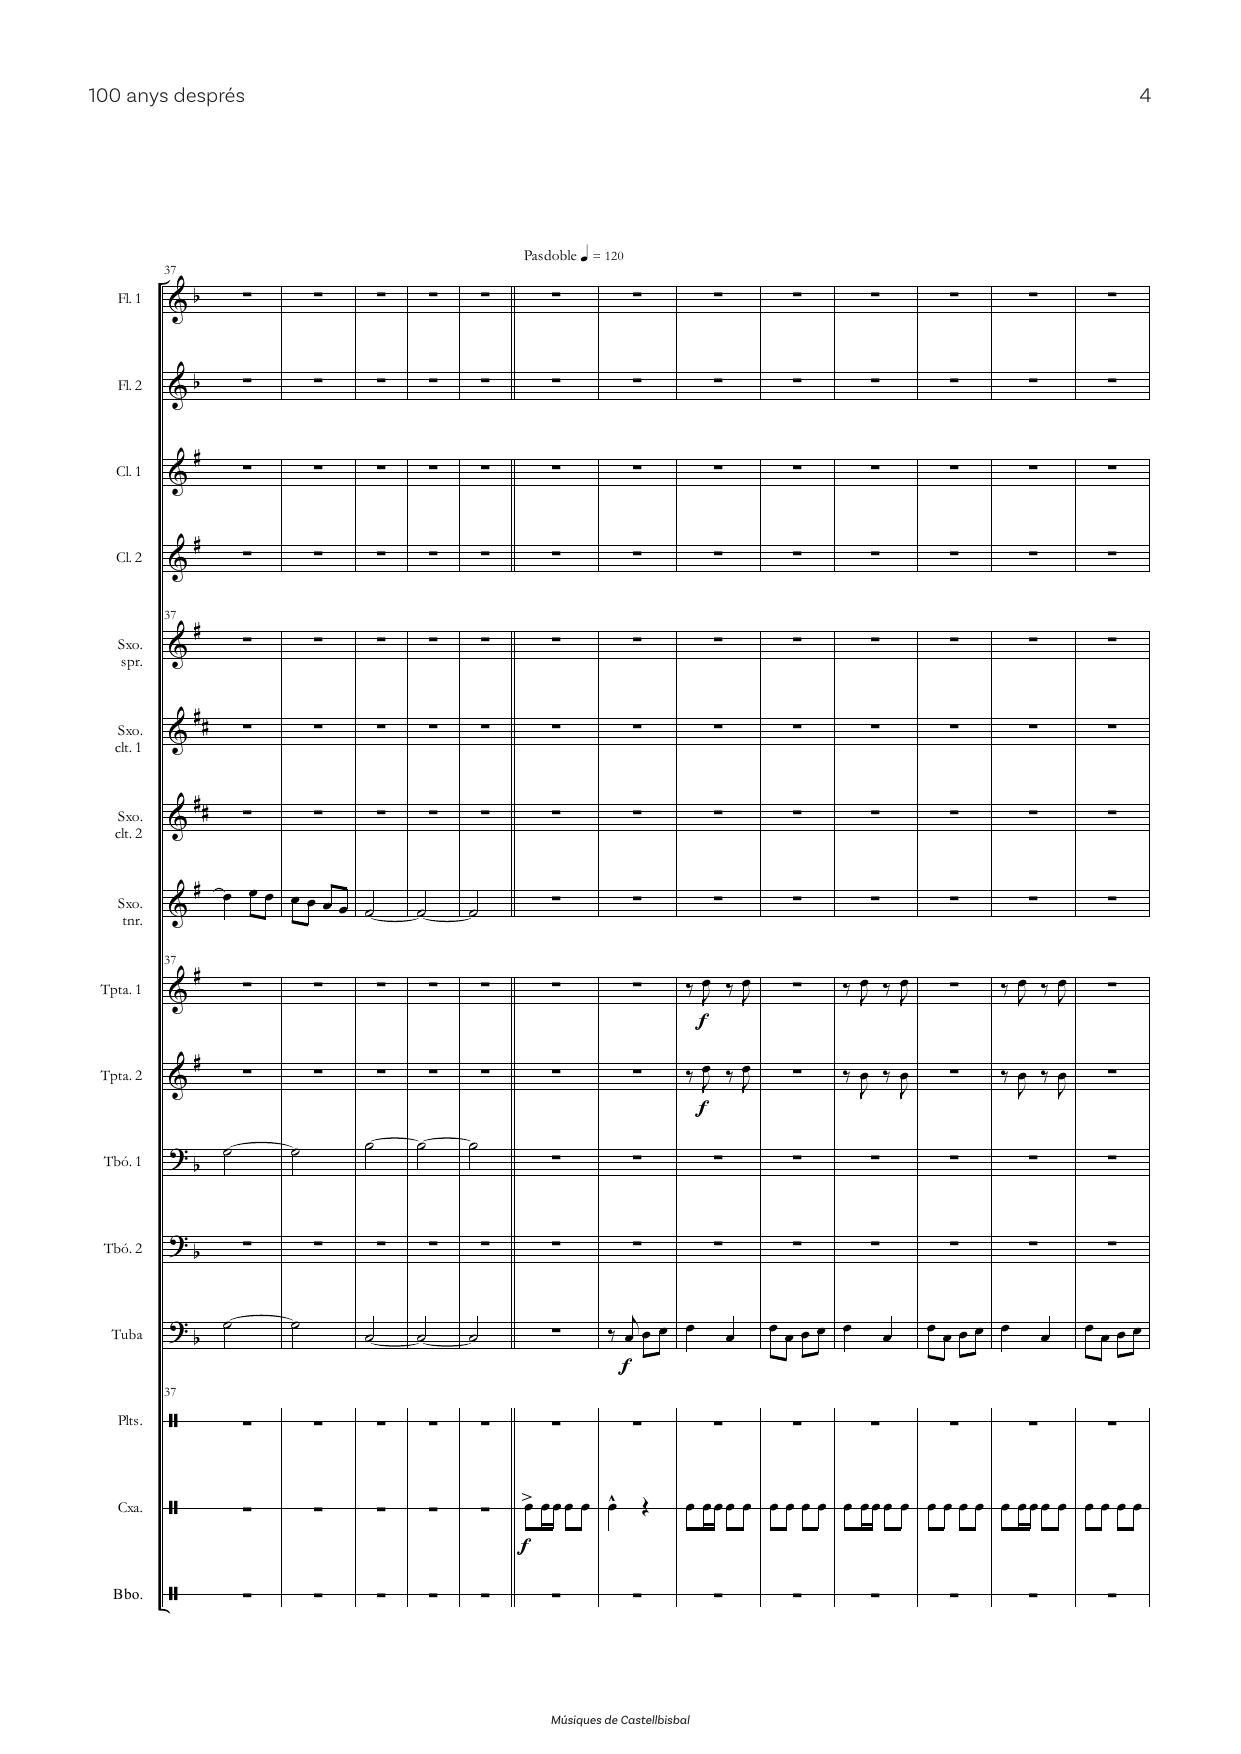 100 anys després
4
Pasdoble ♩ = 120
37
Fl. 1
Fl. 2
Cl. 1
Cl. 2
37
Sxo.
spr.
Sxo.
clt. 1
Sxo.
clt. 2
Sxo.
tnr.
37
Tpta. 1
f
Tpta. 2
f
Tbó. 1
Tbó. 2
Tuba
f
37
Plts.
Cxa.
f
Bbo.
Músiques de Castellbisbal